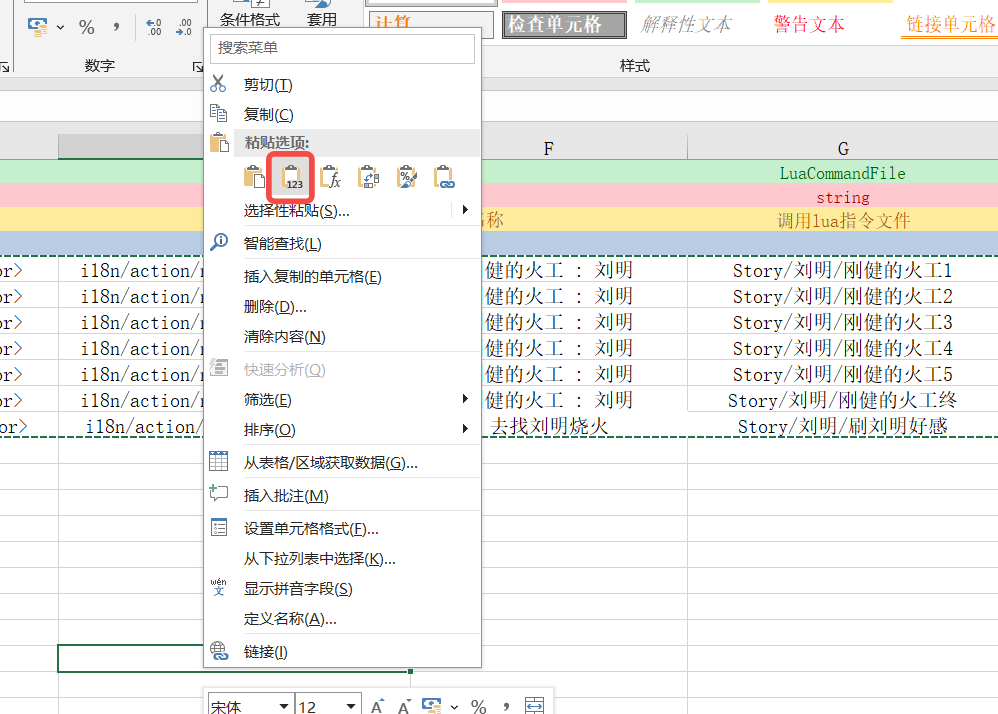 条件格式 套用
计算
检查单元格 解释性文本 警告文本 链接单元格
% , .00
数字
样式
搜索菜单
剪切(T)
复制(C)
粘贴选项:
123 fx %
选择性粘贴(S)...
智能查找(L)
插入复制的单元格(E)
删除(D)...
清除内容(N)
快速分析(Q)
筛选(E)
排序(O)
从表格/区域获取数据(G)...
插入批注(M)
设置单元格格式(F)...
从下拉列表中选择(K)...
wén 文 显示拼音字段(S)
定义名称(A)...
链接(I)
F G
LuaCommandFile
string
称 调用lua指令文件
or> i18n/action/ 健的火工 : 刘明 Story/刘明/刚健的火工1
or> i18n/action/ 健的火工 : 刘明 Story/刘明/刚健的火工2
or> i18n/action/ 健的火工 : 刘明 Story/刘明/刚健的火工3
or> i18n/action/ 健的火工 : 刘明 Story/刘明/刚健的火工4
or> i18n/action/ 健的火工 : 刘明 Story/刘明/刚健的火工5
or> i18n/action/ 健的火工 : 刘明 Story/刘明/刚健的火工终
or> i18n/action/ 去找刘明烧火 Story/刘明/刷刘明好感
宋体 12 A A % ,